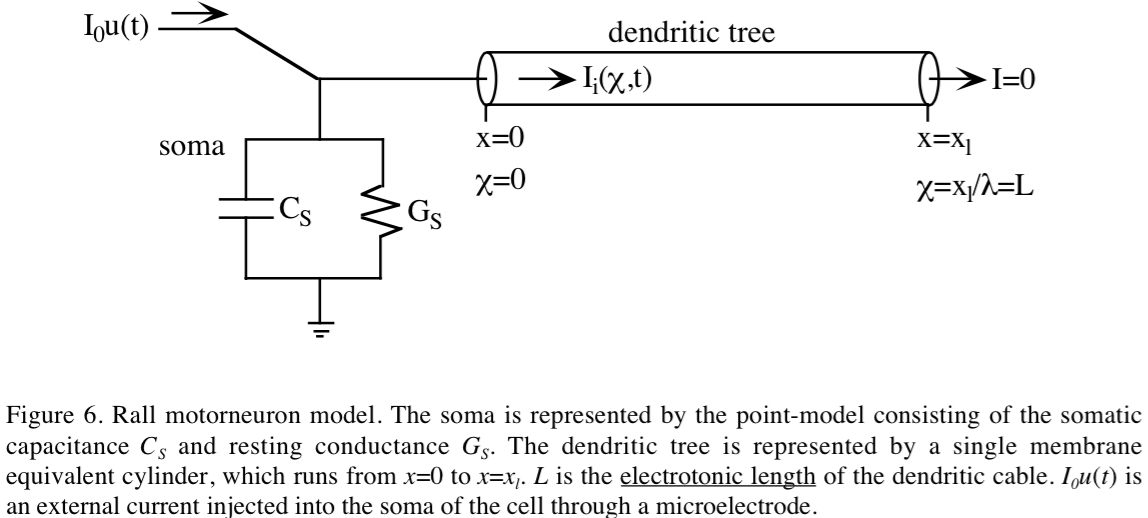 I₀u(t)
dendritic tree
Iᵢ(χ,t)
I=0
soma
x=0
x=xₗ
χ=0
χ=xₗ/λ=L
C_S
G_S
Figure 6. Rall motorneuron model. The soma is represented by the point-model consisting of the somatic
capacitance C_S and resting conductance G_S. The dendritic tree is represented by a single membrane
equivalent cylinder, which runs from x=0 to x=xₗ. L is the electrotonic length of the dendritic cable. I₀u(t) is
an external current injected into the soma of the cell through a microelectrode.